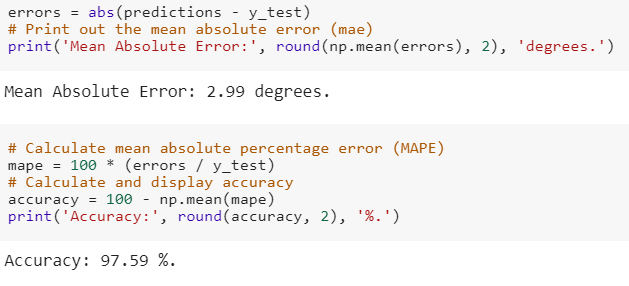 errors = abs(predictions - y_test)
# Print out the mean absolute error (mae)
print('Mean Absolute Error:', round(np.mean(errors), 2), 'degrees.')
Mean Absolute Error: 2.99 degrees.
# Calculate mean absolute percentage error (MAPE)
mape = 100 * (errors / y_test)
# Calculate and display accuracy
accuracy = 100 - np.mean(mape)
print('Accuracy:', round(accuracy, 2), '%.')
Accuracy: 97.59 %.